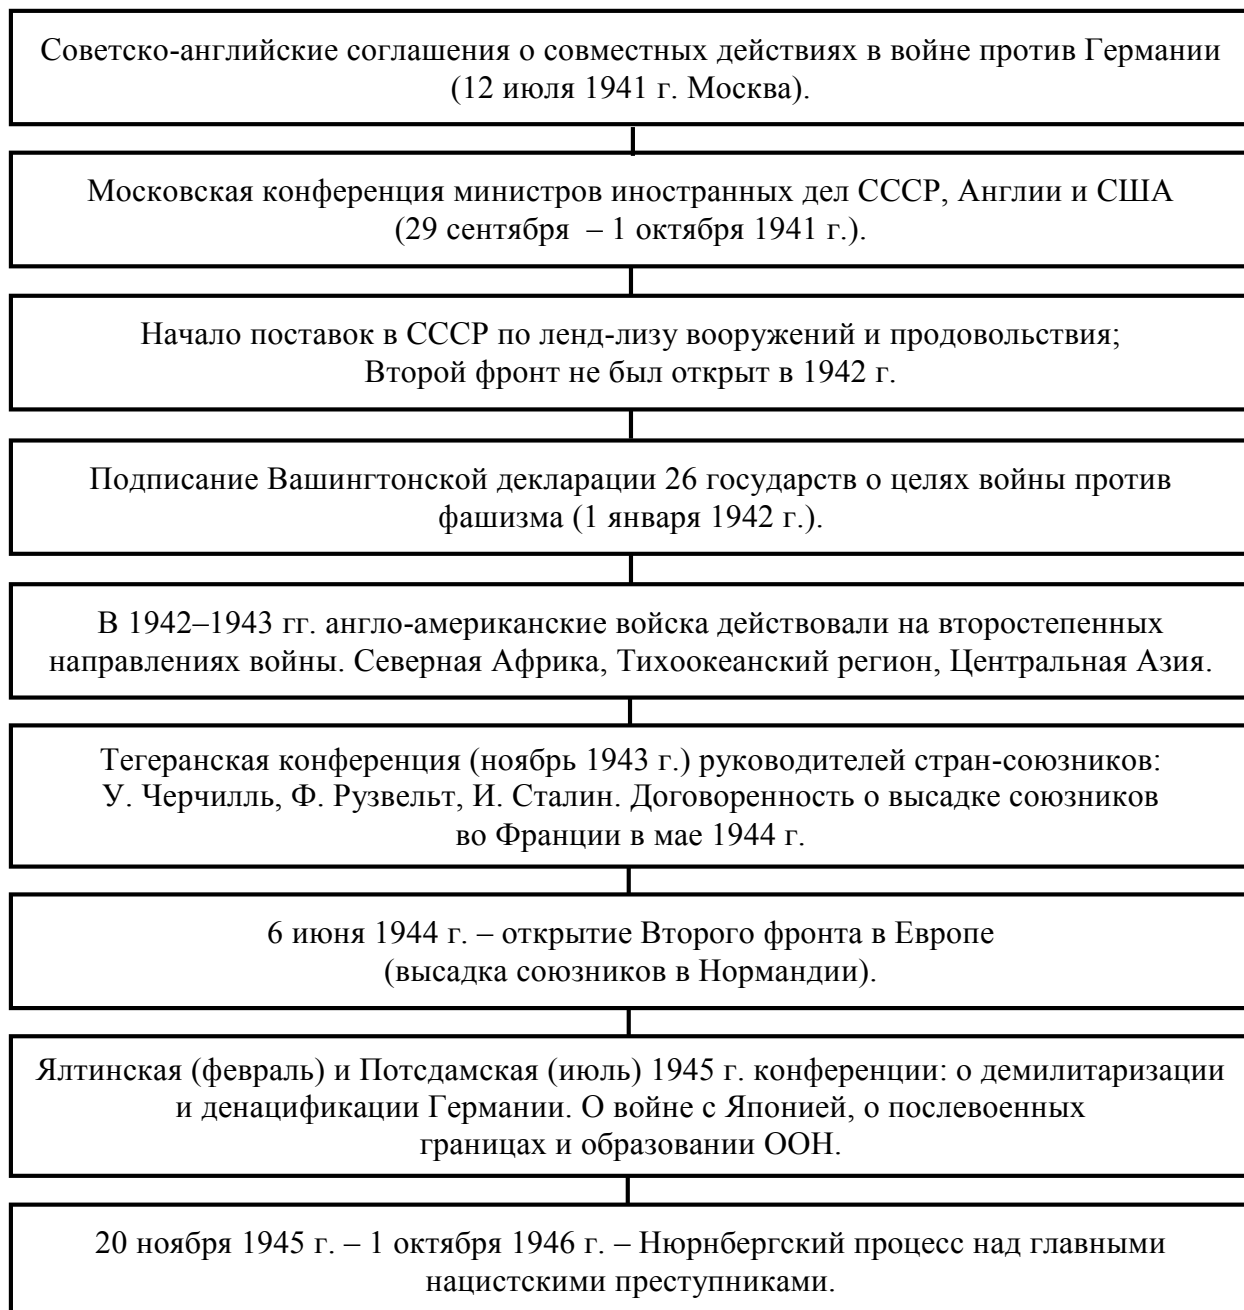 Советско-английские соглашения о совместных действиях в войне против Германии
(12 июля 1941 г. Москва).
Московская конференция министров иностранных дел СССР, Англии и США
(29 сентября – 1 октября 1941 г.).
Начало поставок в СССР по ленд-лизу вооружений и продовольствия;
Второй фронт не был открыт в 1942 г.
Подписание Вашингтонской декларации 26 государств о целях войны против
фашизма (1 января 1942 г.).
В 1942–1943 гг. англо-американские войска действовали на второстепенных
направлениях войны. Северная Африка, Тихоокеанский регион, Центральная Азия.
Тегеранская конференция (ноябрь 1943 г.) руководителей стран-союзников:
У. Черчилль, Ф. Рузвельт, И. Сталин. Договоренность о высадке союзников
во Франции в мае 1944 г.
6 июня 1944 г. – открытие Второго фронта в Европе
(высадка союзников в Нормандии).
Ялтинская (февраль) и Потсдамская (июль) 1945 г. конференции: о демилитаризации
и денацификации Германии. О войне с Японией, о послевоенных
границах и образовании ООН.
20 ноября 1945 г. – 1 октября 1946 г. – Нюрнбергский процесс над главными
нацистскими преступниками.